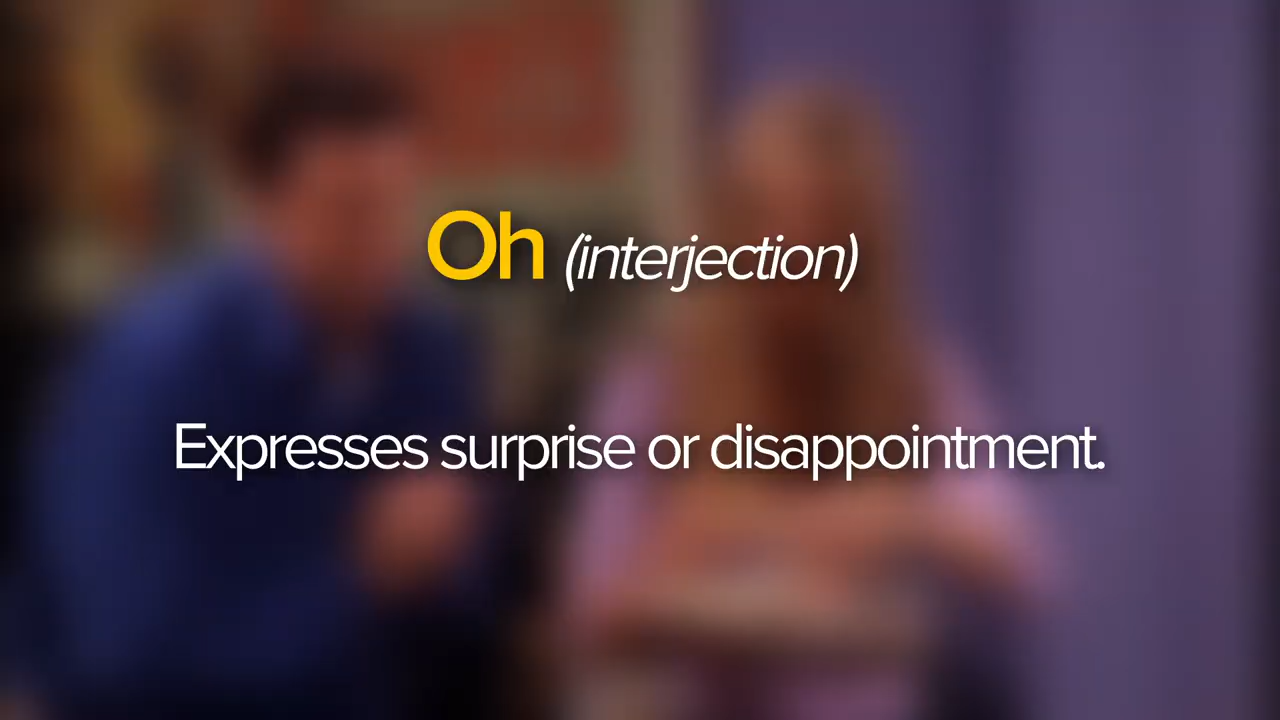 Oh (interjection)
Expresses surprise or disappointment.